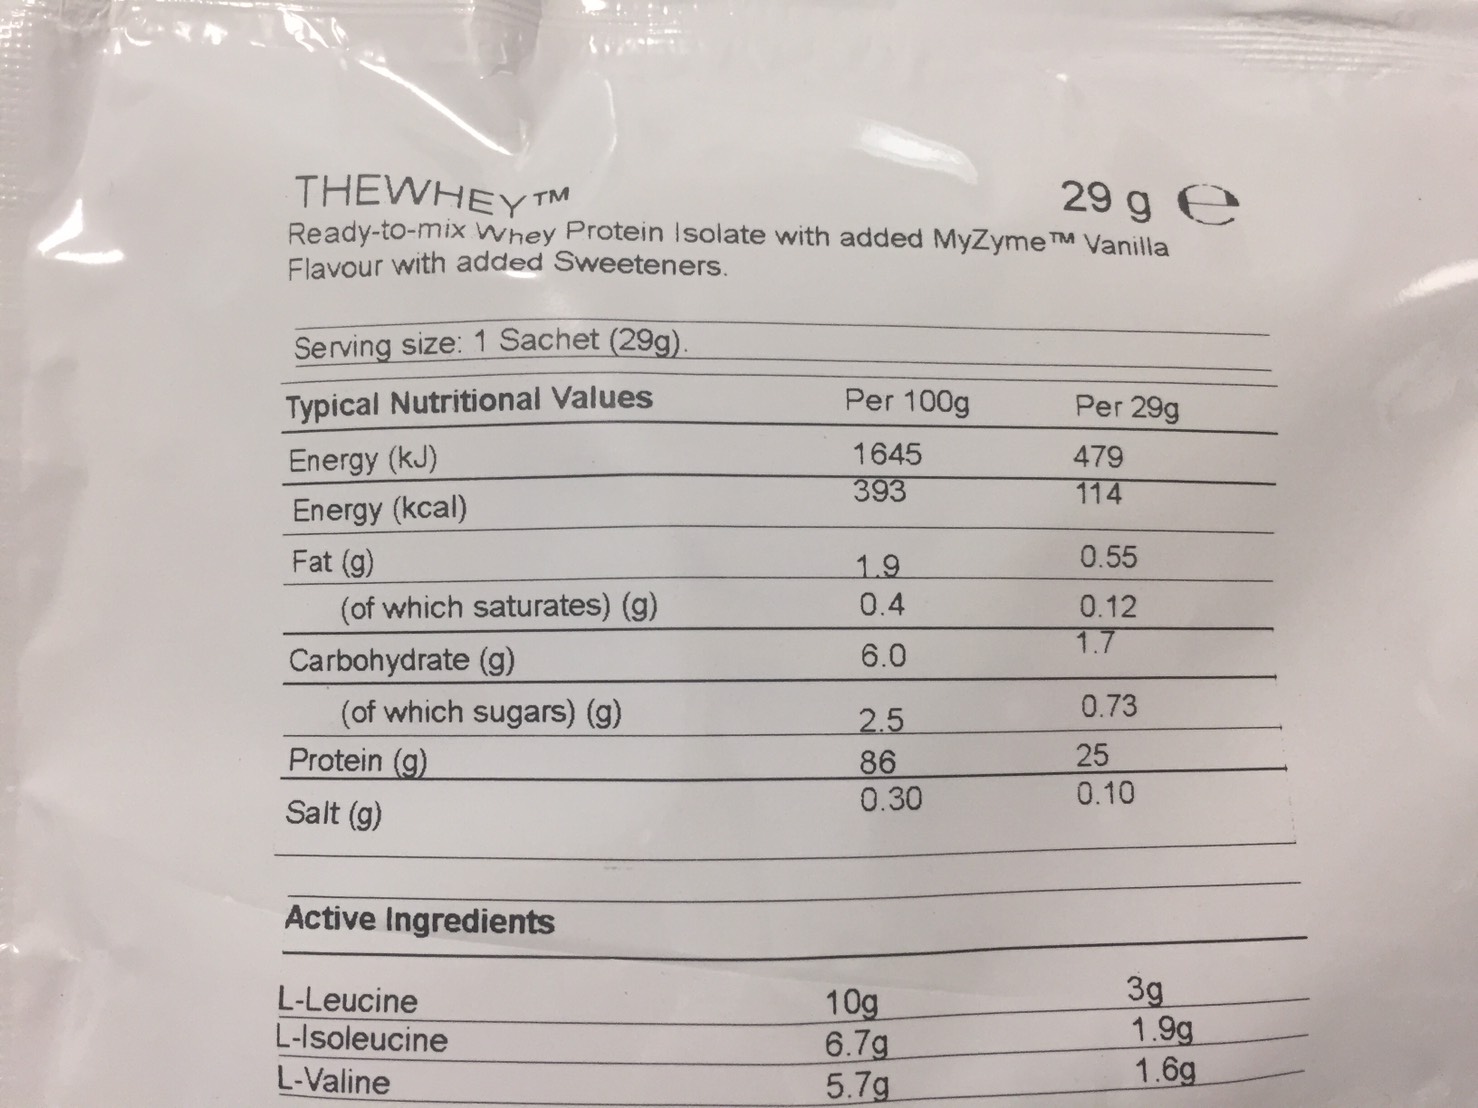 THEWHEY™ 29 g ℮
Ready-to-mix Whey Protein Isolate with added MyZyme™ Vanilla
Flavour with added Sweeteners.
Serving size: 1 Sachet (29g).
Typical Nutritional Values Per 100g Per 29g
Energy (kJ) 1645 479
Energy (kcal) 393 114
Fat (g) 1.9 0.55
(of which saturates) (g) 0.4 0.12
Carbohydrate (g) 6.0 1.7
(of which sugars) (g) 2.5 0.73
Protein (g) 86 25
Salt (g) 0.30 0.10
Active Ingredients
L-Leucine 10g 3g
L-Isoleucine 6.7g 1.9g
L-Valine 5.7g 1.6g